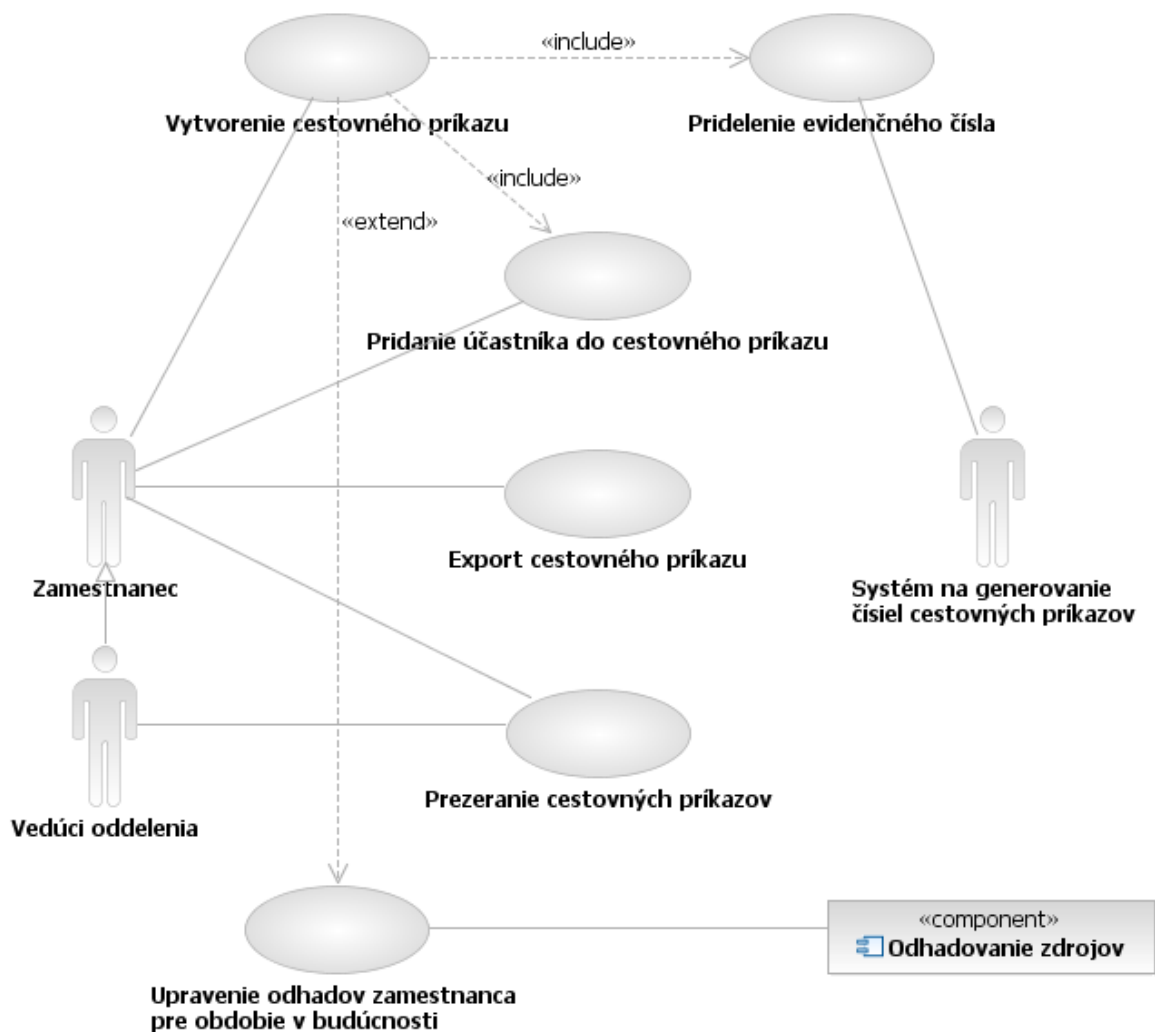 «include»
Vytvorenie cestovného príkazu
Pridelenie evidenčného čísla
«include»
«extend»
Pridanie účastníka do cestovného príkazu
Export cestovného príkazu
Zamestnanec
Systém na generovanie
čísiel cestovných príkazov
Prezeranie cestovných príkazov
Vedúci oddelenia
«component»
Odhadovanie zdrojov
Upravenie odhadov zamestnanca
pre obdobie v budúcnosti